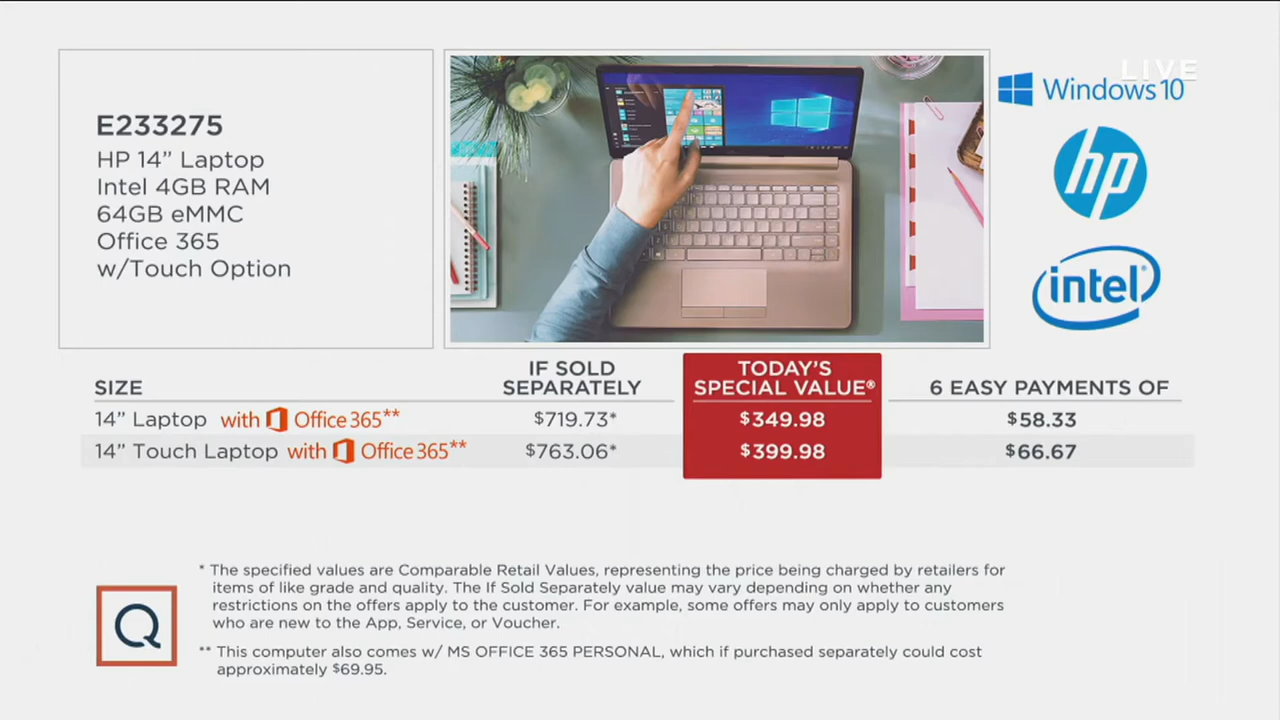 LIVE
E233275
HP 14” Laptop
Intel 4GB RAM
64GB eMMC
Office 365
w/Touch Option
Windows 10
hp
intel®
SIZE
IF SOLD
SEPARATELY
TODAY’S
SPECIAL VALUE®
6 EASY PAYMENTS OF
14” Laptop with Office 365** $719.73* $349.98 $58.33
14” Touch Laptop with Office 365** $763.06* $399.98 $66.67
* The specified values are Comparable Retail Values, representing the price being charged by retailers for
items of like grade and quality. The If Sold Separately value may vary depending on whether any
restrictions on the offers apply to the customer. For example, some offers may only apply to customers
who are new to the App, Service, or Voucher.
** This computer also comes w/ MS OFFICE 365 PERSONAL, which if purchased separately could cost
approximately $69.95.
Q